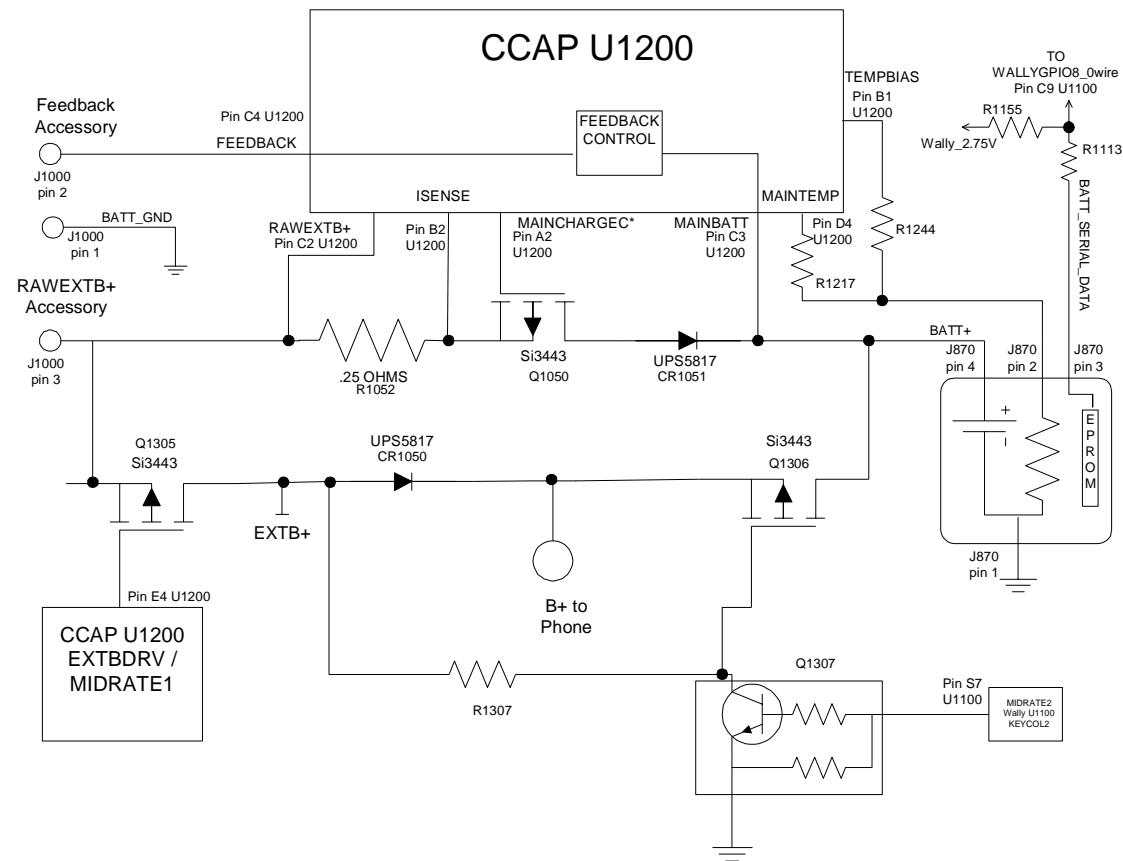 CCAP U1200
TO
WALLYGPIO8_0wire
Pin C9 U1100
TEMPBIAS
Pin B1
U1200
R1155
Wally_2.75V
R1113
BATT_SERIAL_DATA
Feedback
Accessory
Pin C4 U1200
FEEDBACK
FEEDBACK
CONTROL
J1000
pin 2
ISENSE
MAINTEMP
BATT_GND
J1000
pin 1
RAWEXTB+
Pin C2 U1200
Pin B2
U1200
MAINCHARGEC*
Pin A2
U1200
MAINBATT
Pin C3
U1200
Pin D4
U1200
R1244
R1217
RAWEXTB+
Accessory
J1000
pin 3
.25 OHMS
R1052
Si3443
Q1050
UPS5817
CR1051
BATT+
J870
pin 4
J870
pin 2
J870
pin 3
+
-
EPROM
J870
pin 1
Q1305
Si3443
UPS5817
CR1050
Si3443
Q1306
EXTB+
B+ to
Phone
Pin E4 U1200
CCAP U1200
EXTBDRV /
MIDRATE1
R1307
Q1307
Pin S7
U1100
MIDRATE2
Wally U1100
KEYCOL2